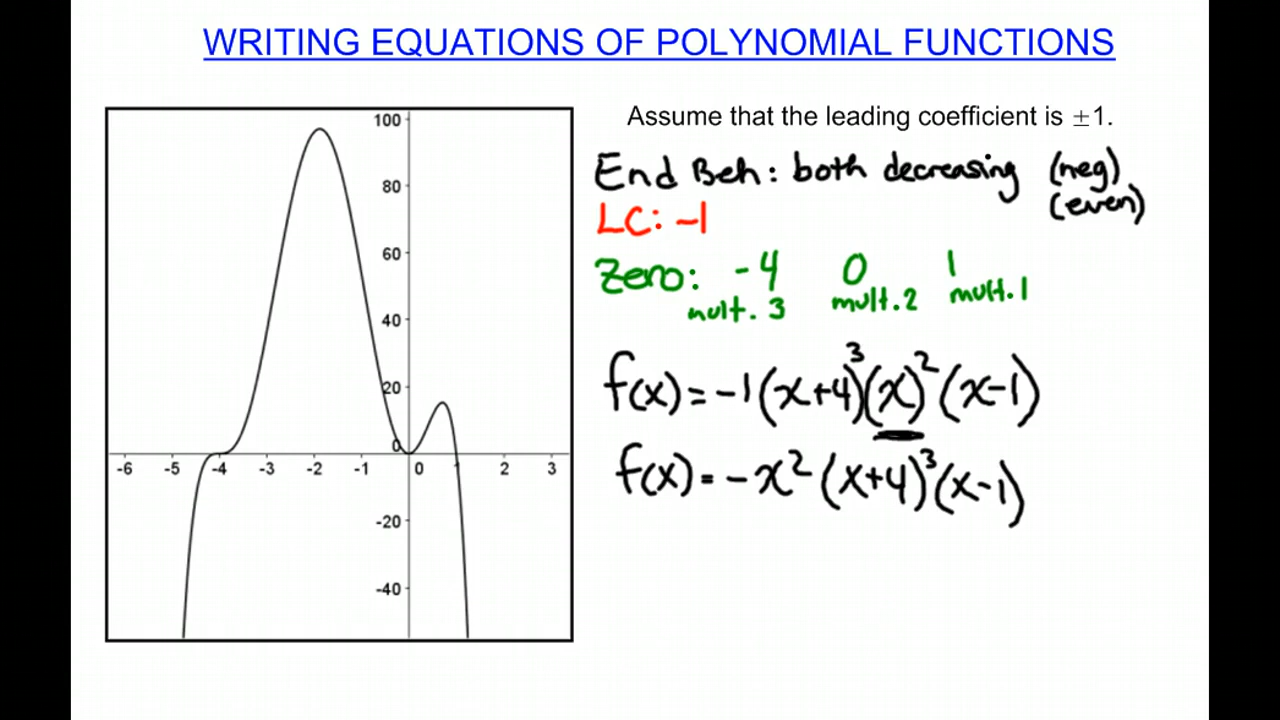 WRITING EQUATIONS OF POLYNOMIAL FUNCTIONS
Assume that the leading coefficient is ±1.
End Beh: both decreasing (neg)
(even)
LC: -1
Zero: -4 0 1
mult. 3 mult. 2 mult. 1
f(x) = -1(x+4)³(x)²(x-1)
f(x) = -x²(x+4)³(x-1)
100
80
60
40
20
0
-6 -5 -4 -3 -2 -1 0 1 2 3
-20
-40